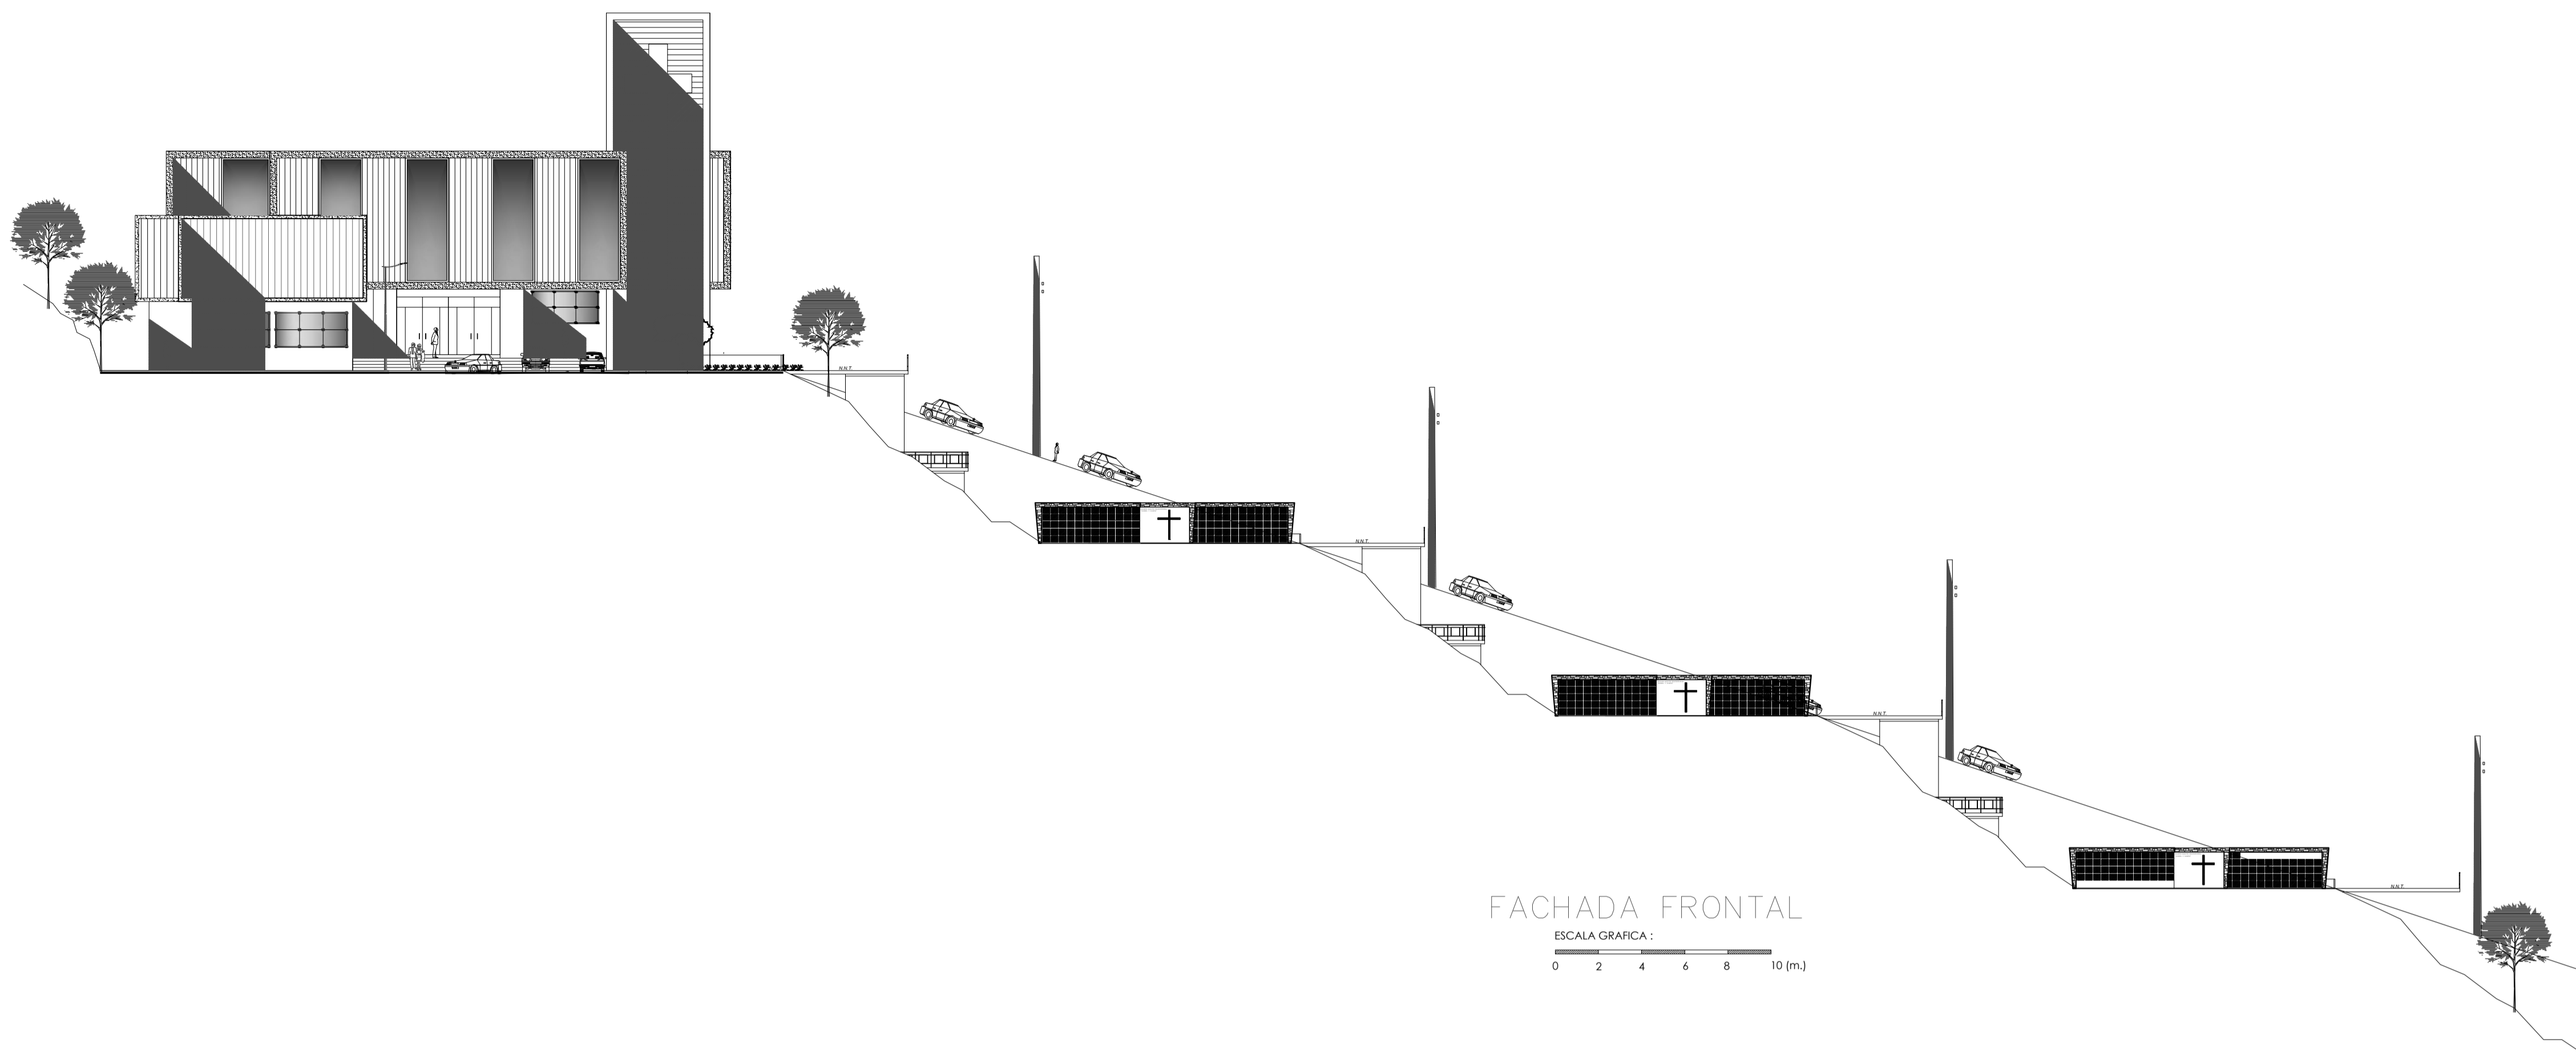 N.N.T.
N.N.T.
N.N.T.
N.N.T.
FACHADA FRONTAL
ESCALA GRAFICA :
0 2 4 6 8 10 (m.)